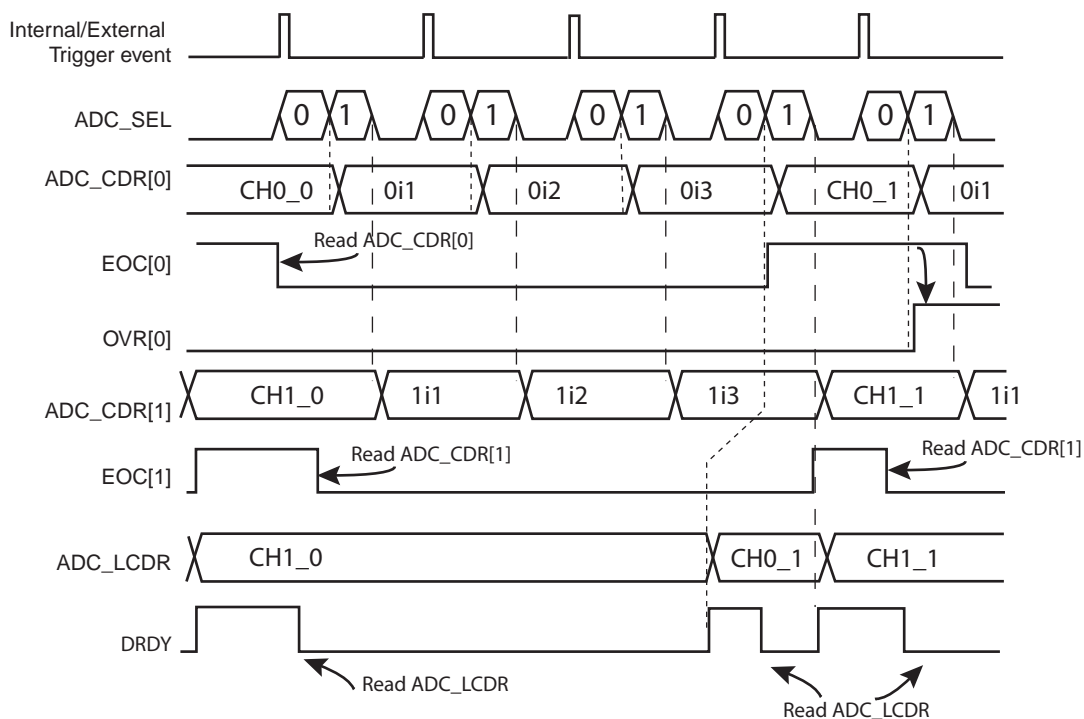 Internal/External
Trigger event
ADC_SEL
0 1 0 1 0 1 0 1 0 1
ADC_CDR[0]
CH0_0 0i1 0i2 0i3 CH0_1 0i1
EOC[0]
Read ADC_CDR[0]
OVR[0]
ADC_CDR[1]
CH1_0 1i1 1i2 1i3 CH1_1 1i1
EOC[1]
Read ADC_CDR[1]
Read ADC_CDR[1]
ADC_LCDR
CH1_0 CH0_1 CH1_1
DRDY
Read ADC_LCDR
Read ADC_LCDR